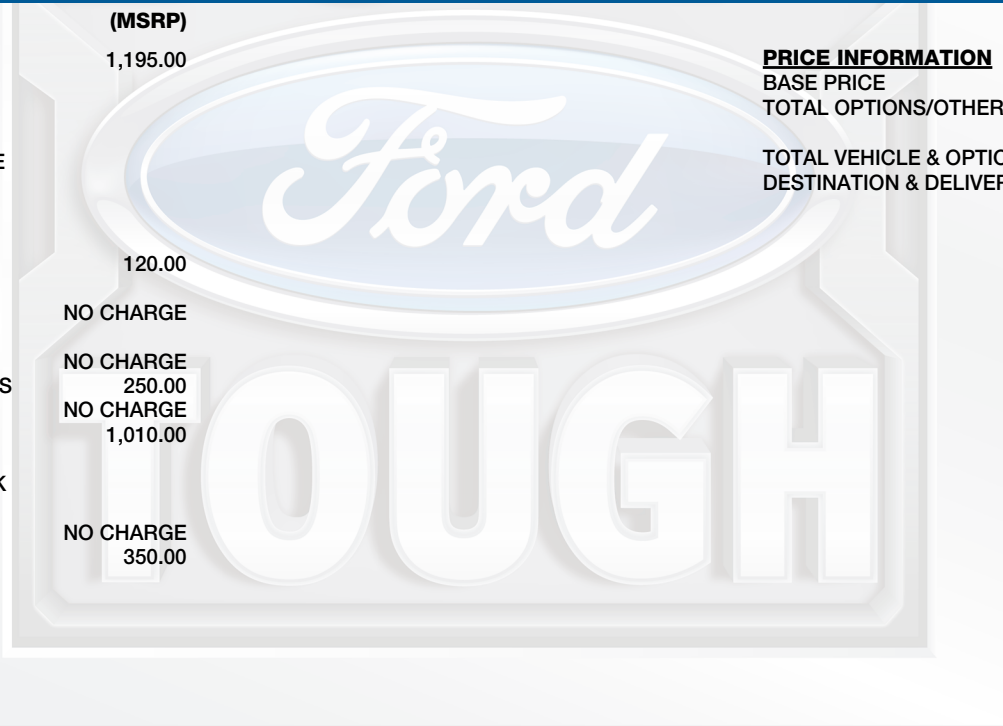 (MSRP)
1,195.00
E
120.00
NO CHARGE
NO CHARGE
S 250.00
NO CHARGE
1,010.00
K
NO CHARGE
350.00
PRICE INFORMATION
BASE PRICE
TOTAL OPTIONS/OTHER
TOTAL VEHICLE & OPTIO
DESTINATION & DELIVER
Ford
TOUGH